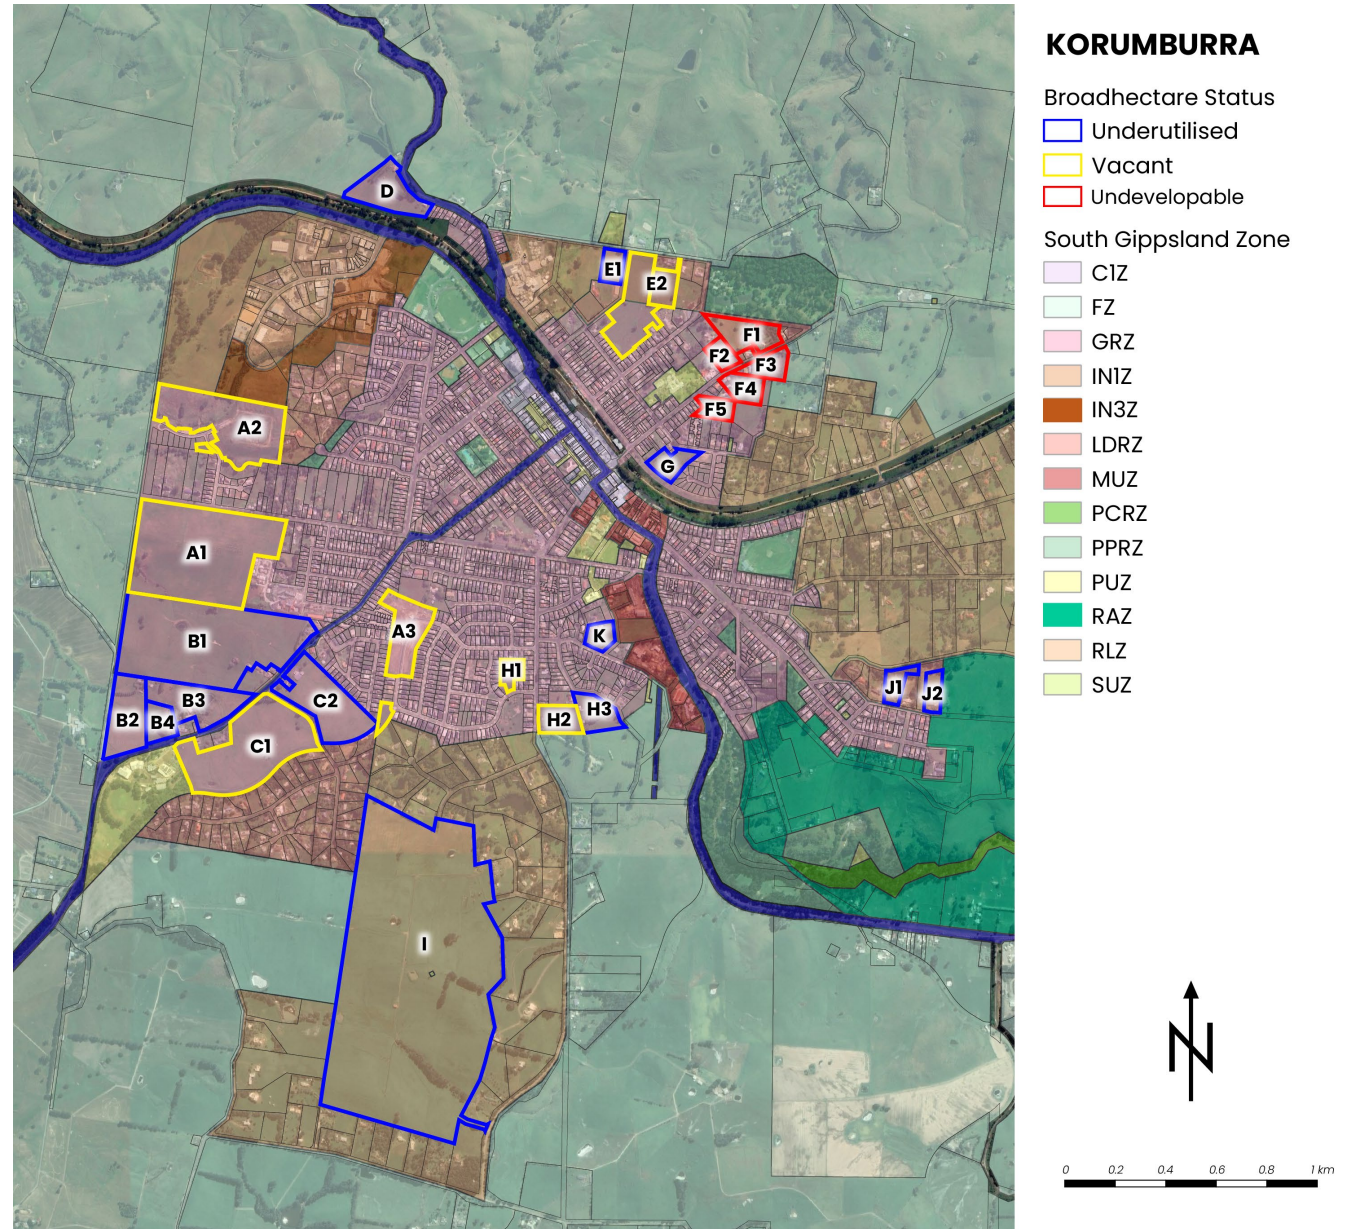 KORUMBURRA
Broadhectare Status
Underutilised
Vacant
Undevelopable
South Gippsland Zone
C1Z
FZ
GRZ
IN1Z
IN3Z
LDRZ
MUZ
PCRZ
PPRZ
PUZ
RAZ
RLZ
SUZ
D
E1
E2
F1
F2
F3
F4
F5
A2
G
A1
B1
A3
K
H1
J1
J2
B3
C2
B2
B4
H2
H3
C1
I
N
0 0.2 0.4 0.6 0.8 1 km